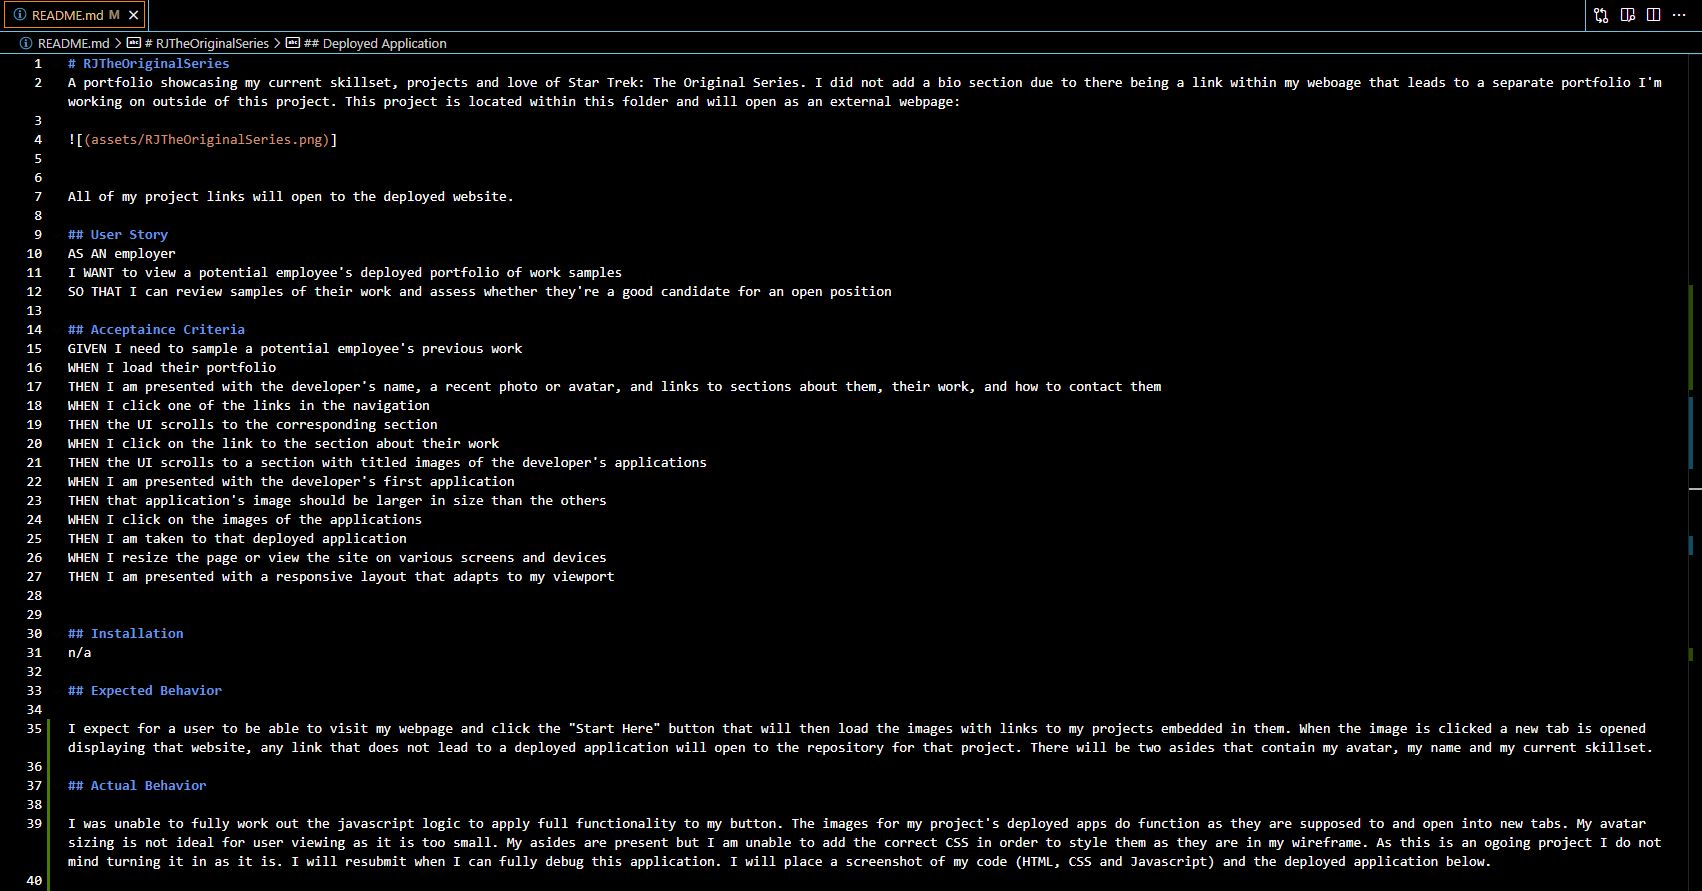 README.md M
README.md > # RJTheOriginalSeries > ## Deployed Application
1 # RJTheOriginalSeries
2 A portfolio showcasing my current skillset, projects and love of Star Trek: The Original Series. I did not add a bio section due to there being a link within my weboage that leads to a separate portfolio I'm
working on outside of this project. This project is located within this folder and will open as an external webpage:
3
4 ![(assets/RJTheOriginalSeries.png)]
5
6
7 All of my project links will open to the deployed website.
8
9 ## User Story
10 AS AN employer
11 I WANT to view a potential employee's deployed portfolio of work samples
12 SO THAT I can review samples of their work and assess whether they're a good candidate for an open position
13
14 ## Acceptaince Criteria
15 GIVEN I need to sample a potential employee's previous work
16 WHEN I load their portfolio
17 THEN I am presented with the developer's name, a recent photo or avatar, and links to sections about them, their work, and how to contact them
18 WHEN I click one of the links in the navigation
19 THEN the UI scrolls to the corresponding section
20 WHEN I click on the link to the section about their work
21 THEN the UI scrolls to a section with titled images of the developer's applications
22 WHEN I am presented with the developer's first application
23 THEN that application's image should be larger in size than the others
24 WHEN I click on the images of the applications
25 THEN I am taken to that deployed application
26 WHEN I resize the page or view the site on various screens and devices
27 THEN I am presented with a responsive layout that adapts to my viewport
28
29
30 ## Installation
31 n/a
32
33 ## Expected Behavior
34
35 I expect for a user to be able to visit my webpage and click the "Start Here" button that will then load the images with links to my projects embedded in them. When the image is clicked a new tab is opened
displaying that website, any link that does not lead to a deployed application will open to the repository for that project. There will be two asides that contain my avatar, my name and my current skillset.
36
37 ## Actual Behavior
38
39 I was unable to fully work out the javascript logic to apply full functionality to my button. The images for my project's deployed apps do function as they are supposed to and open into new tabs. My avatar
sizing is not ideal for user viewing as it is too small. My asides are present but I am unable to add the correct CSS in order to style them as they are in my wireframe. As this is an ogoing project I do not
mind turning it in as it is. I will resubmit when I can fully debug this application. I will place a screenshot of my code (HTML, CSS and Javascript) and the deployed application below.
40